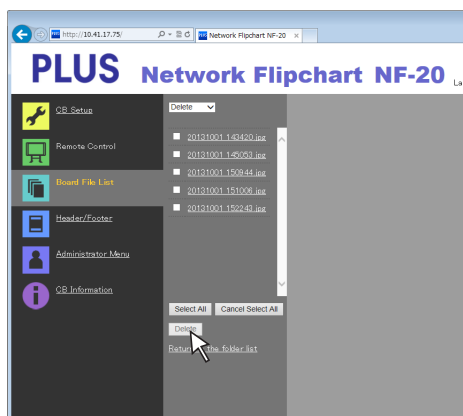 http://10.41.17.75/
Network Flipchart NF-20
PLUS Network Flipchart NF-20
La
CB Setup
Remote Control
Board File List
Header/Footer
Administrator Menu
CB Information
Delete
20131001_143420.jpg
20131001_145053.jpg
20131001_150944.jpg
20131001_151006.jpg
20131001_152243.jpg
Select All Cancel Select All
Delete
Return the folder list